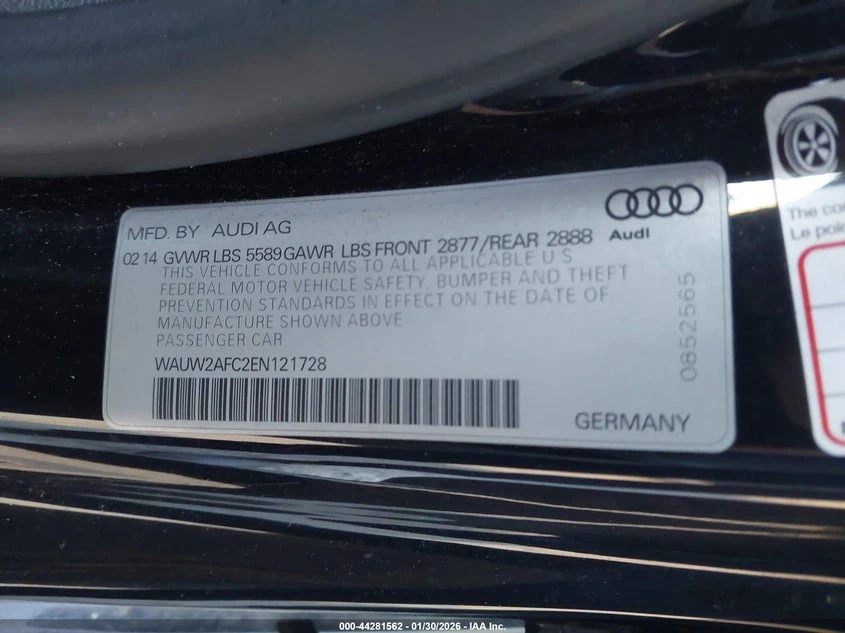 MFD. BY AUDI AG
Audi
02 14 GVWR LBS 5589 GAWR LBS FRONT 2877/REAR 2888
THIS VEHICLE CONFORMS TO ALL APPLICABLE U S
FEDERAL MOTOR VEHICLE SAFETY, BUMPER AND THEFT
PREVENTION STANDARDS IN EFFECT ON THE DATE OF
MANUFACTURE SHOWN ABOVE
PASSENGER CAR
WAUW2AFC2EN121728
GERMANY
0852565
The
Le
000-44281562 - 01/30/2026 - IAA Inc.